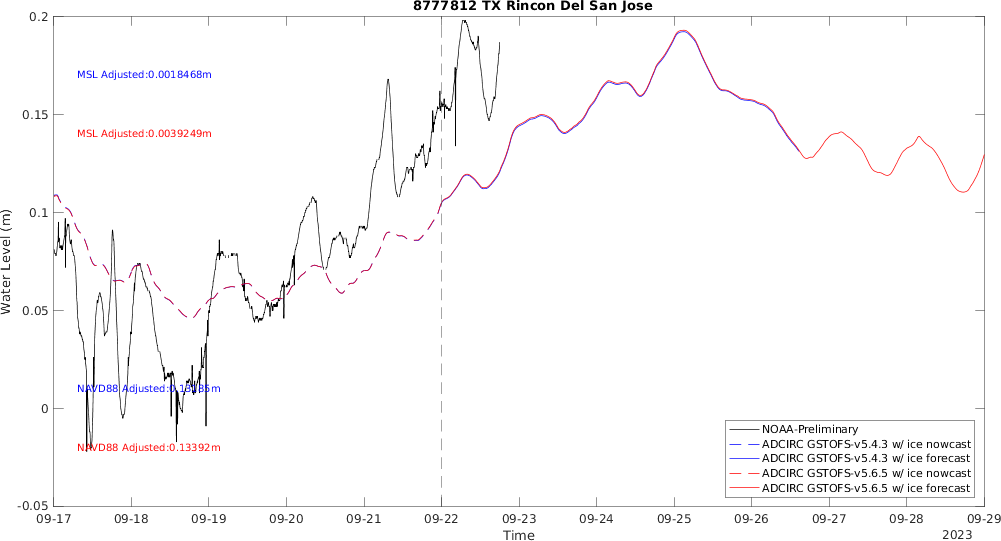 8777812 TX Rincon Del San Jose
0.2
0.15
0.1
0.05
0
-0.05
Water Level (m)
MSL Adjusted:0.0018468m
MSL Adjusted:0.0039249m
NAVD88 Adjusted:0.13185m
NAVD88 Adjusted:0.13392m
NOAA-Preliminary
ADCIRC GSTOFS-v5.4.3 w/ ice nowcast
ADCIRC GSTOFS-v5.4.3 w/ ice forecast
ADCIRC GSTOFS-v5.6.5 w/ ice nowcast
ADCIRC GSTOFS-v5.6.5 w/ ice forecast
09-17 09-18 09-19 09-20 09-21 09-22 09-23 09-24 09-25 09-26 09-27 09-28 09-29
Time
2023